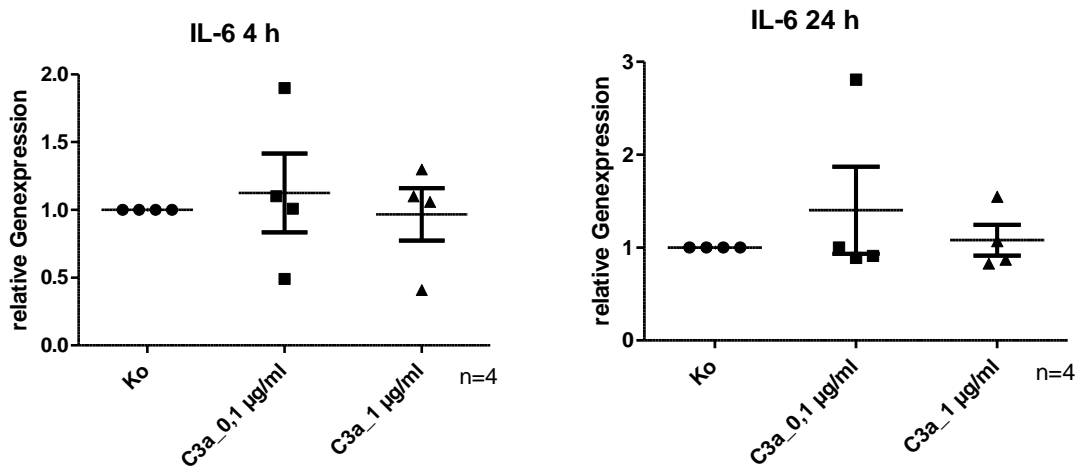 IL-6 4 h
relative Genexpression
2.0
1.5
1.0
0.5
0.0
Ko
C3a_0,1 µg/ml
C3a_1 µg/ml
n=4
IL-6 24 h
relative Genexpression
3
2
1
0
Ko
C3a_0,1 µg/ml
C3a_1 µg/ml
n=4